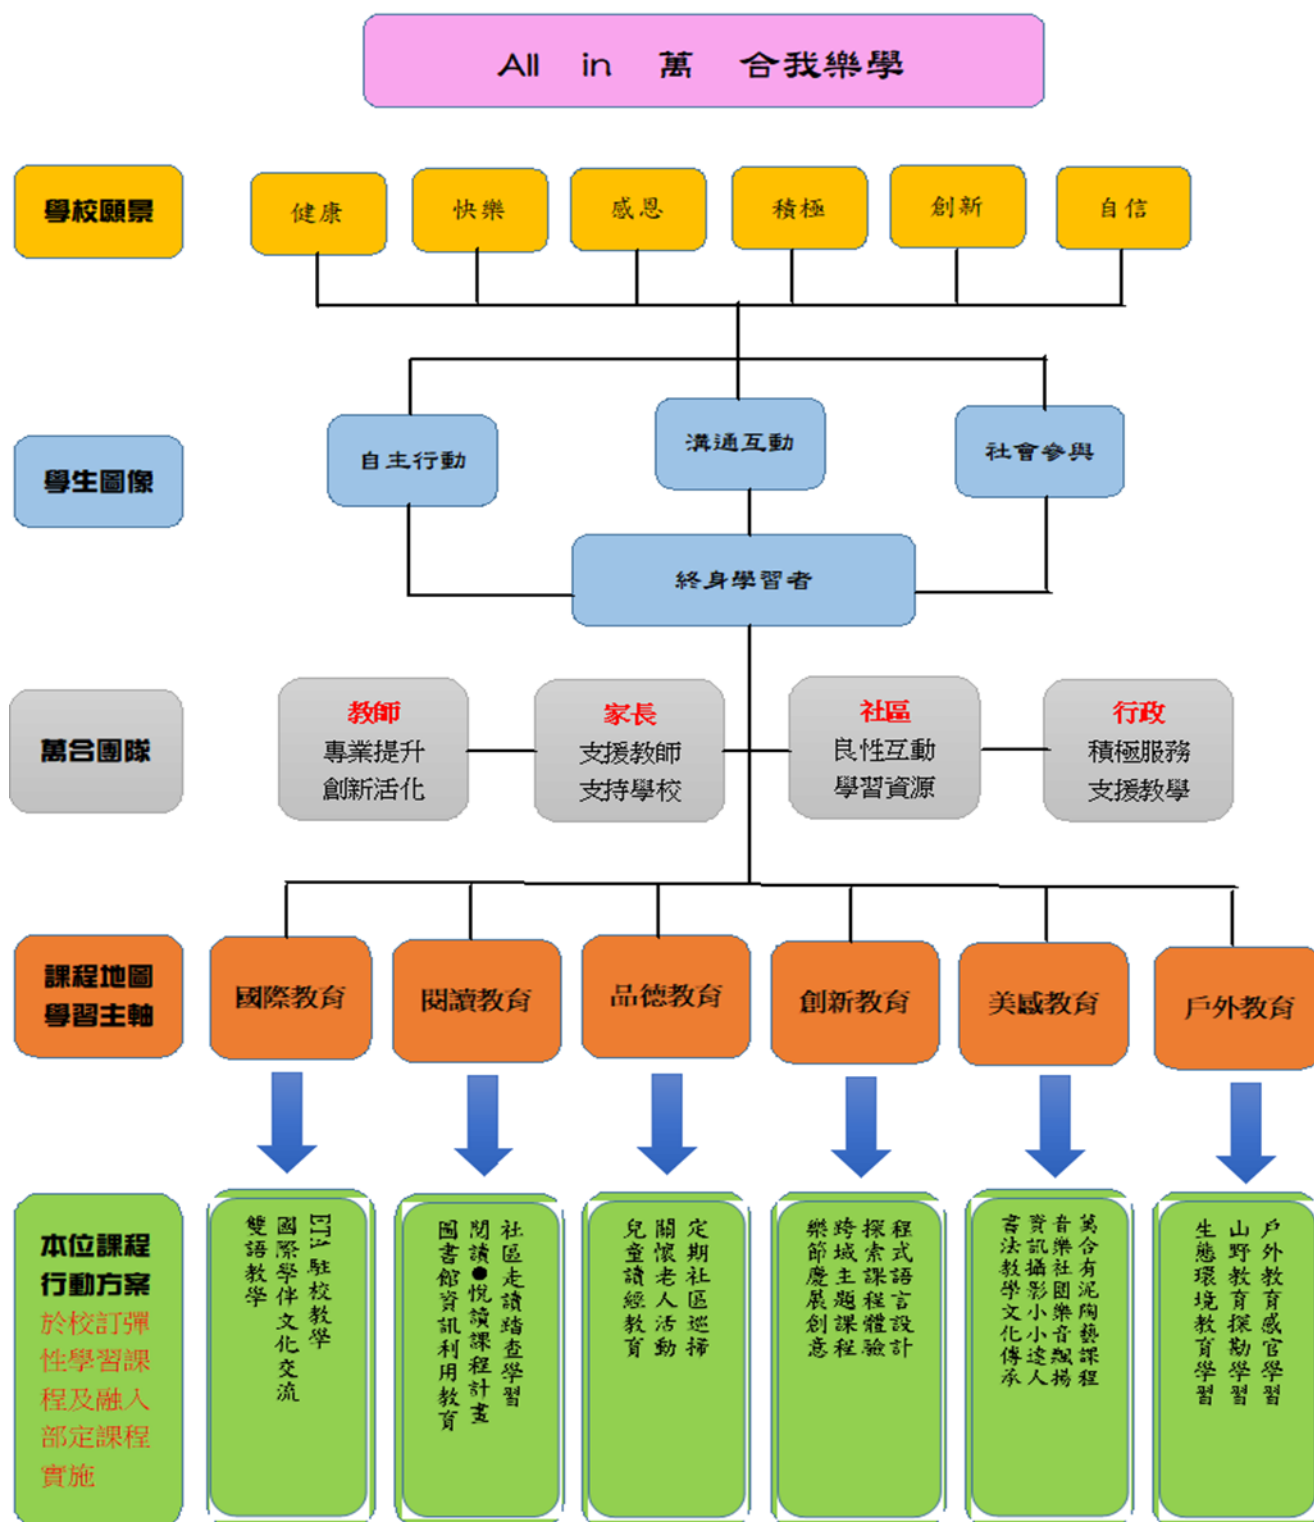 All in 萬 合我樂學
學校願景
健康
快樂
感恩
積極
創新
自信
學生圖像
自主行動
溝通互動
社會參與
終身學習者
萬合團隊
教師
專業提升
創新活化
家長
支援教師
支持學校
社區
良性互動
學習資源
行政
積極服務
支援教學
課程地圖
學習主軸
國際教育
閱讀教育
品德教育
創新教育
美感教育
戶外教育
本位課程
行動方案
於校訂彈
性學習課
程及融入
部定課程
實施
ETA駐校教學
國際學伴文化交流
雙語教學
社區走讀踏查學習
閱讀●悅讀課程計畫
圖書館資訊利用教育
定期社區巡掃
關懷老人活動
兒童讀經教育
程式語言設計
探索課程體驗
跨域主題課程
樂節慶展創意
萬合有泥陶藝課程
音樂社團樂音飄揚
資訊攝影小小達人
書法教學文化傳承
戶外教育感官學習
山野教育探勘學習
生態環境教育學習